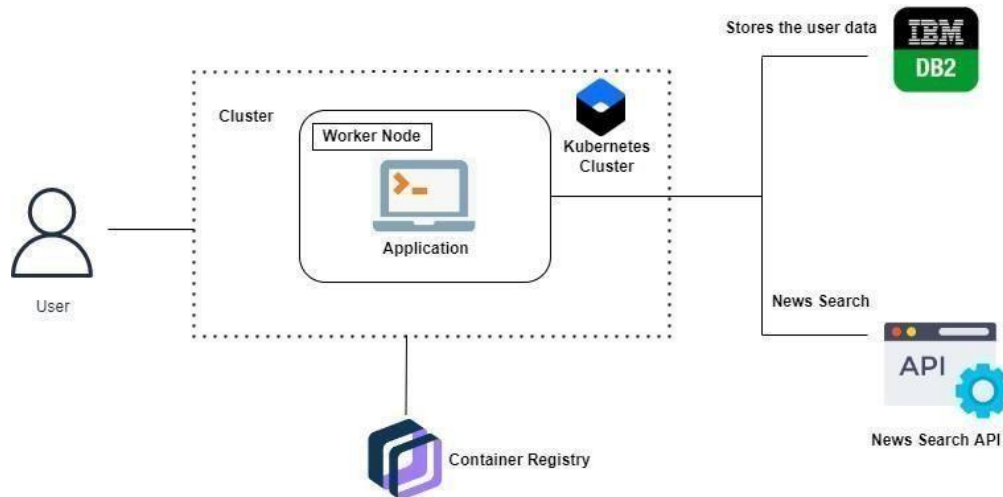 Stores the user data
IBM
DB2
Cluster
Worker Node
Kubernetes
Cluster
>_
Application
User
News Search
API
News Search API
Container Registry